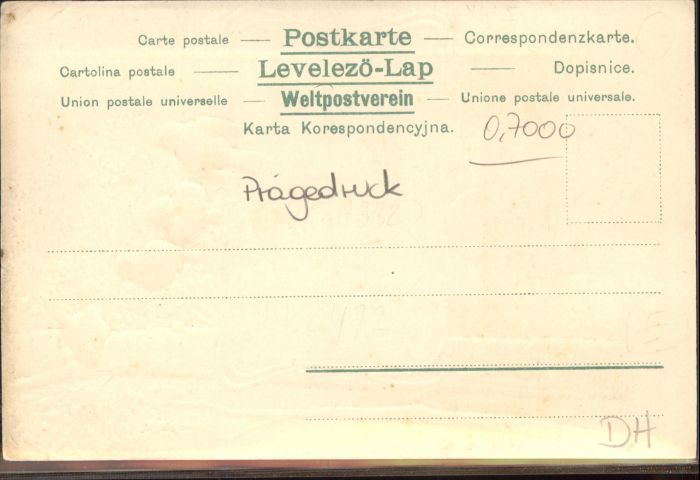 Carte postale — Postkarte — Correspondenzkarte.
Cartolina postale — Levelező-Lap — Dopisnice.
Union postale universelle — Weltpostverein — Unione postale universale.
Karta Korespondencyjna.
0,7000
Prägedruck
DH